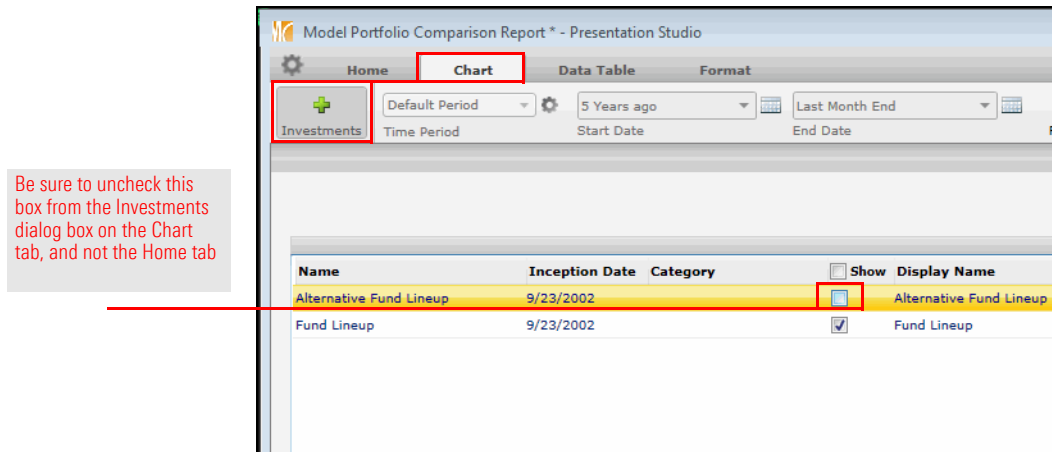 Model Portfolio Comparison Report * - Presentation Studio
Home Chart Data Table Format
Default Period 5 Years ago Last Month End
Investments Time Period Start Date End Date
Be sure to uncheck this
box from the Investments
dialog box on the Chart
tab, and not the Home tab
Name Inception Date Category Show Display Name
Alternative Fund Lineup 9/23/2002 Alternative Fund Lineup
Fund Lineup 9/23/2002 Fund Lineup